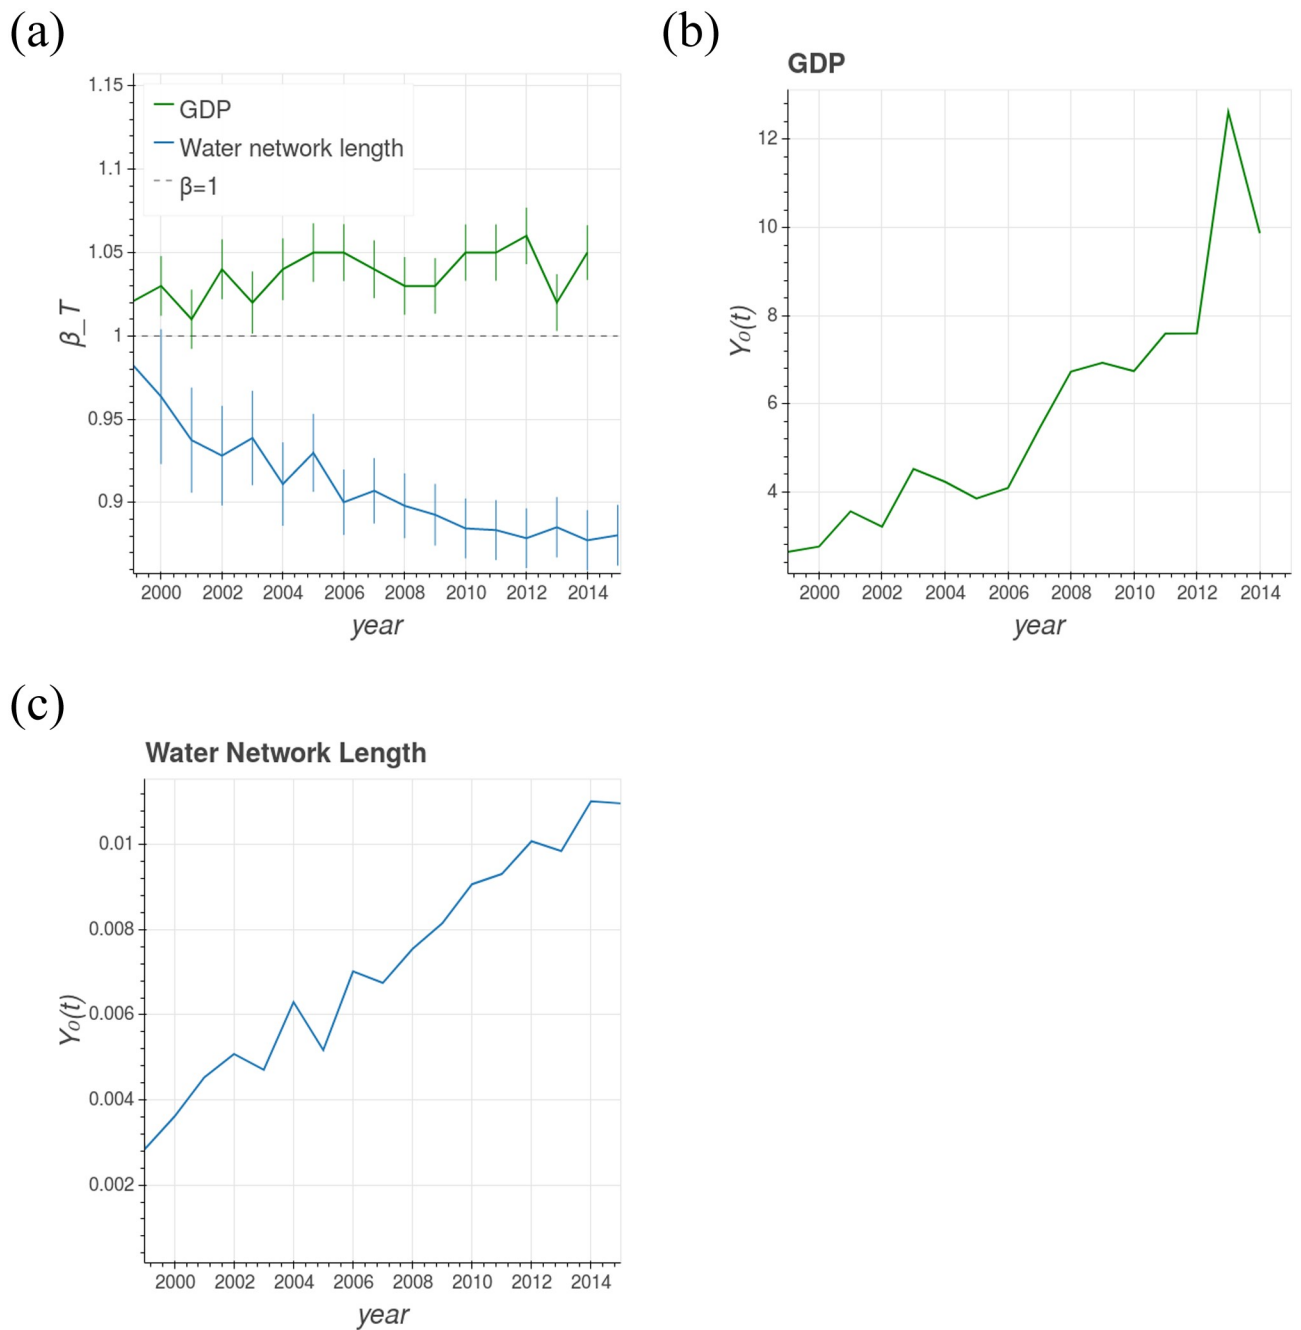 (a)
1.15
1.1
1.05
1
0.95
0.9
β_T
GDP
Water network length
β=1
2000 2002 2004 2006 2008 2010 2012 2014
year
(b)
GDP
12
10
8
6
4
Y₀(t)
2000 2002 2004 2006 2008 2010 2012 2014
year
(c)
Water Network Length
0.01
0.008
0.006
0.004
0.002
Y₀(t)
2000 2002 2004 2006 2008 2010 2012 2014
year